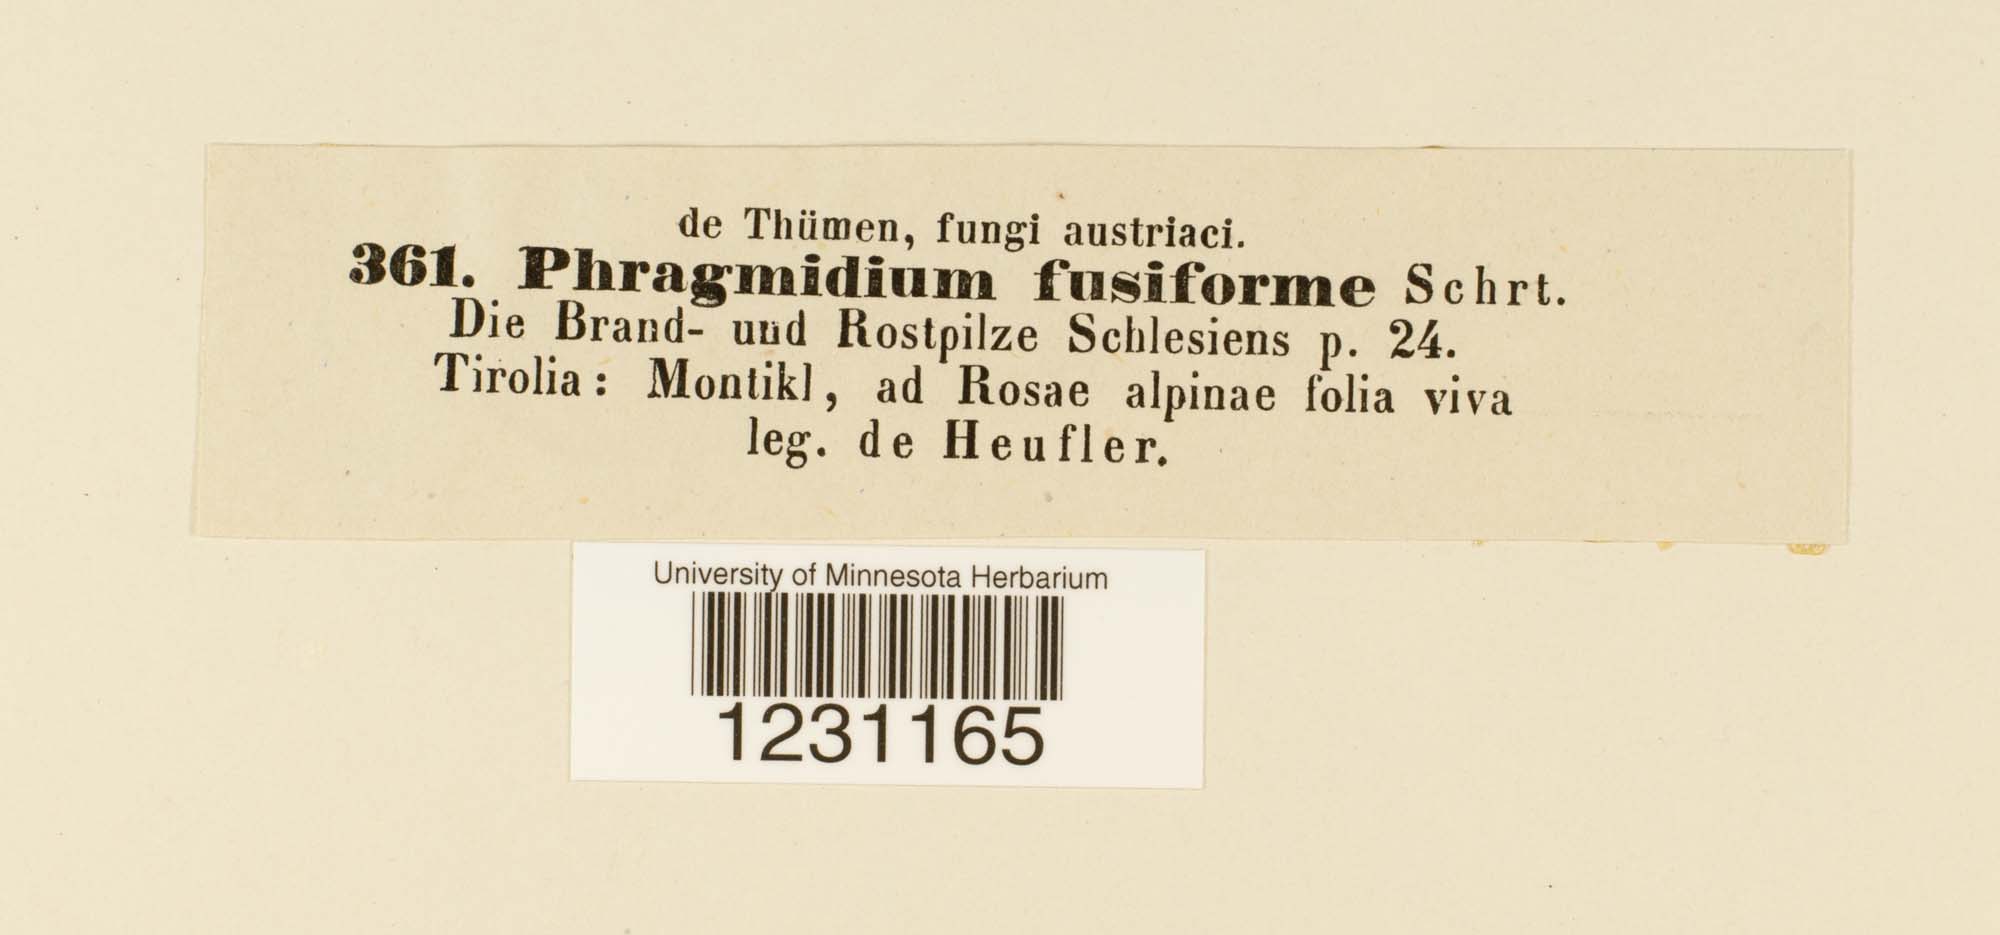 de Thümen, fungi austriaci.
361. Phragmidium fusiforme Schrt.
Die Brand- und Rostpilze Schlesiens p. 24.
Tirolia: Montikl, ad Rosae alpinae folia viva
leg. de Heufler.
University of Minnesota Herbarium
1231165